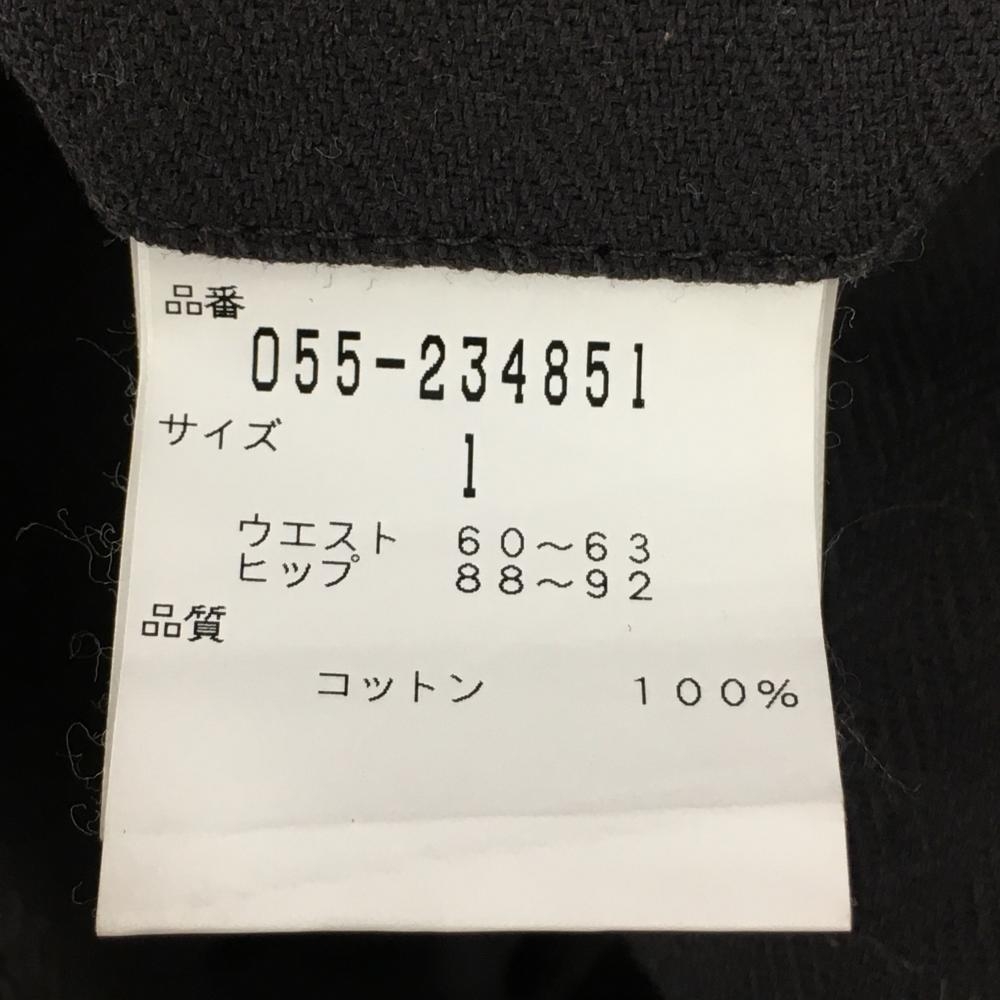 品番
055-234851
サイズ
1
ウエスト 60～63
ヒップ 88～92
品質
コットン 100%